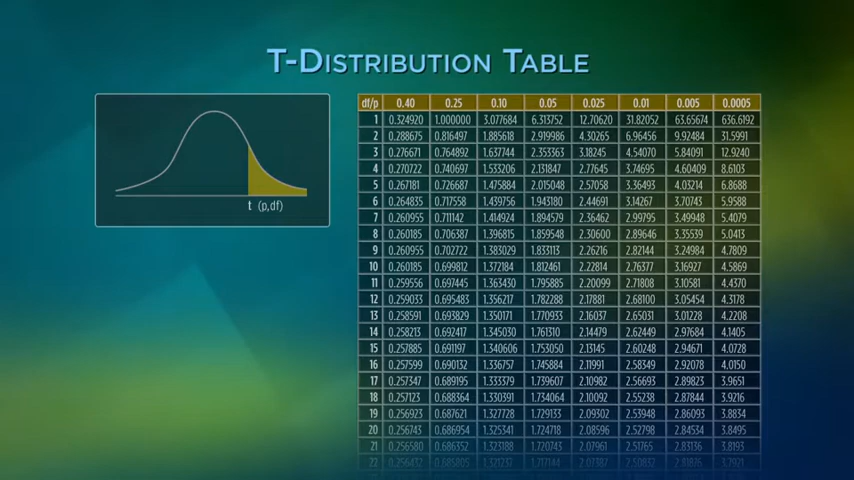 T-Distribution Table
t (p,df)
df/p 0.40 0.25 0.10 0.05 0.025 0.01 0.005 0.0005
1 0.324920 1.000000 3.077684 6.313752 12.70620 31.82052 63.65674 636.6192
2 0.288675 0.816497 1.885618 2.919986 4.30265 6.96456 9.92484 31.5991
3 0.276671 0.764892 1.637744 2.353363 3.18245 4.54070 5.84091 12.9240
4 0.270722 0.740697 1.533206 2.131847 2.77645 3.74695 4.60409 8.6103
5 0.267181 0.726687 1.475884 2.015048 2.57058 3.36493 4.03214 6.8688
6 0.264835 0.717558 1.439756 1.943180 2.44691 3.14267 3.70743 5.9588
7 0.260955 0.711142 1.414924 1.894579 2.36462 2.99795 3.49948 5.4079
8 0.260185 0.706387 1.396815 1.859548 2.30600 2.89646 3.35539 5.0413
9 0.260955 0.702722 1.383029 1.833113 2.26216 2.82144 3.24984 4.7809
10 0.260185 0.699812 1.372184 1.812461 2.22814 2.76377 3.16927 4.5869
11 0.259556 0.697445 1.363430 1.795885 2.20099 2.71808 3.10581 4.4370
12 0.259033 0.695483 1.356217 1.782288 2.17881 2.68100 3.05454 4.3178
13 0.258591 0.693829 1.350171 1.770933 2.16037 2.65031 3.01228 4.2208
14 0.258213 0.692417 1.345030 1.761310 2.14479 2.62449 2.97684 4.1405
15 0.257885 0.691197 1.340606 1.753050 2.13145 2.60248 2.94671 4.0728
16 0.257599 0.690132 1.336757 1.745884 2.11991 2.58349 2.92078 4.0150
17 0.257347 0.689195 1.333379 1.739607 2.10982 2.56693 2.89823 3.9651
18 0.257123 0.688364 1.330391 1.734064 2.10092 2.55238 2.87844 3.9216
19 0.256923 0.687621 1.327728 1.729133 2.09302 2.53948 2.86093 3.8834
20 0.256743 0.686954 1.325341 1.724718 2.08596 2.52798 2.84534 3.8495
21 0.256580 0.686352 1.323188 1.720743 2.07961 2.51765 2.83136 3.8193
22 0.256432 0.685805 1.321237 1.717144 2.07387 2.50832 2.81876 3.7921